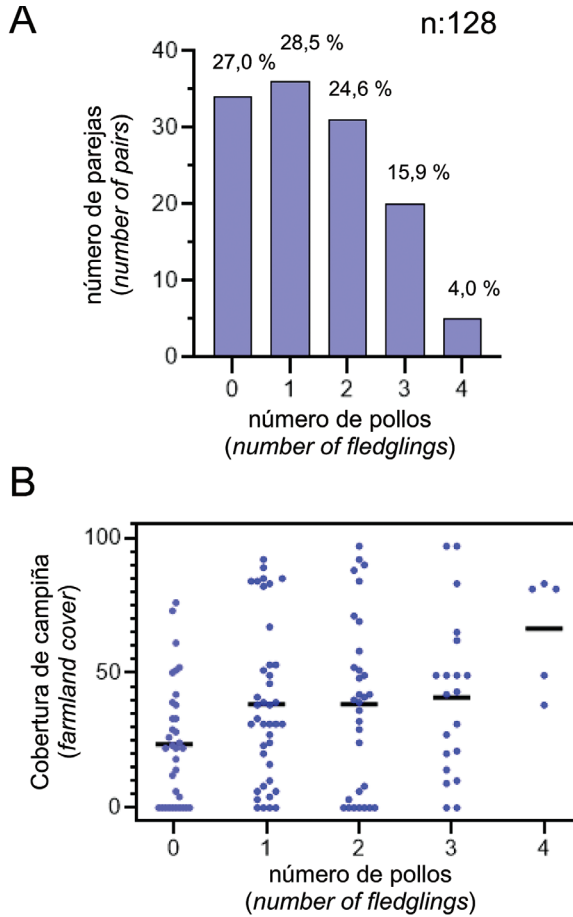 A
n:128
40
30
20
10
0
27,0 %
28,5 %
24,6 %
15,9 %
4,0 %
0 1 2 3 4
número de parejas
(number of pairs)
número de pollos
(number of fledglings)
B
100
50
0
0 1 2 3 4
Cobertura de campiña
(farmland cover)
número de pollos
(number of fledglings)